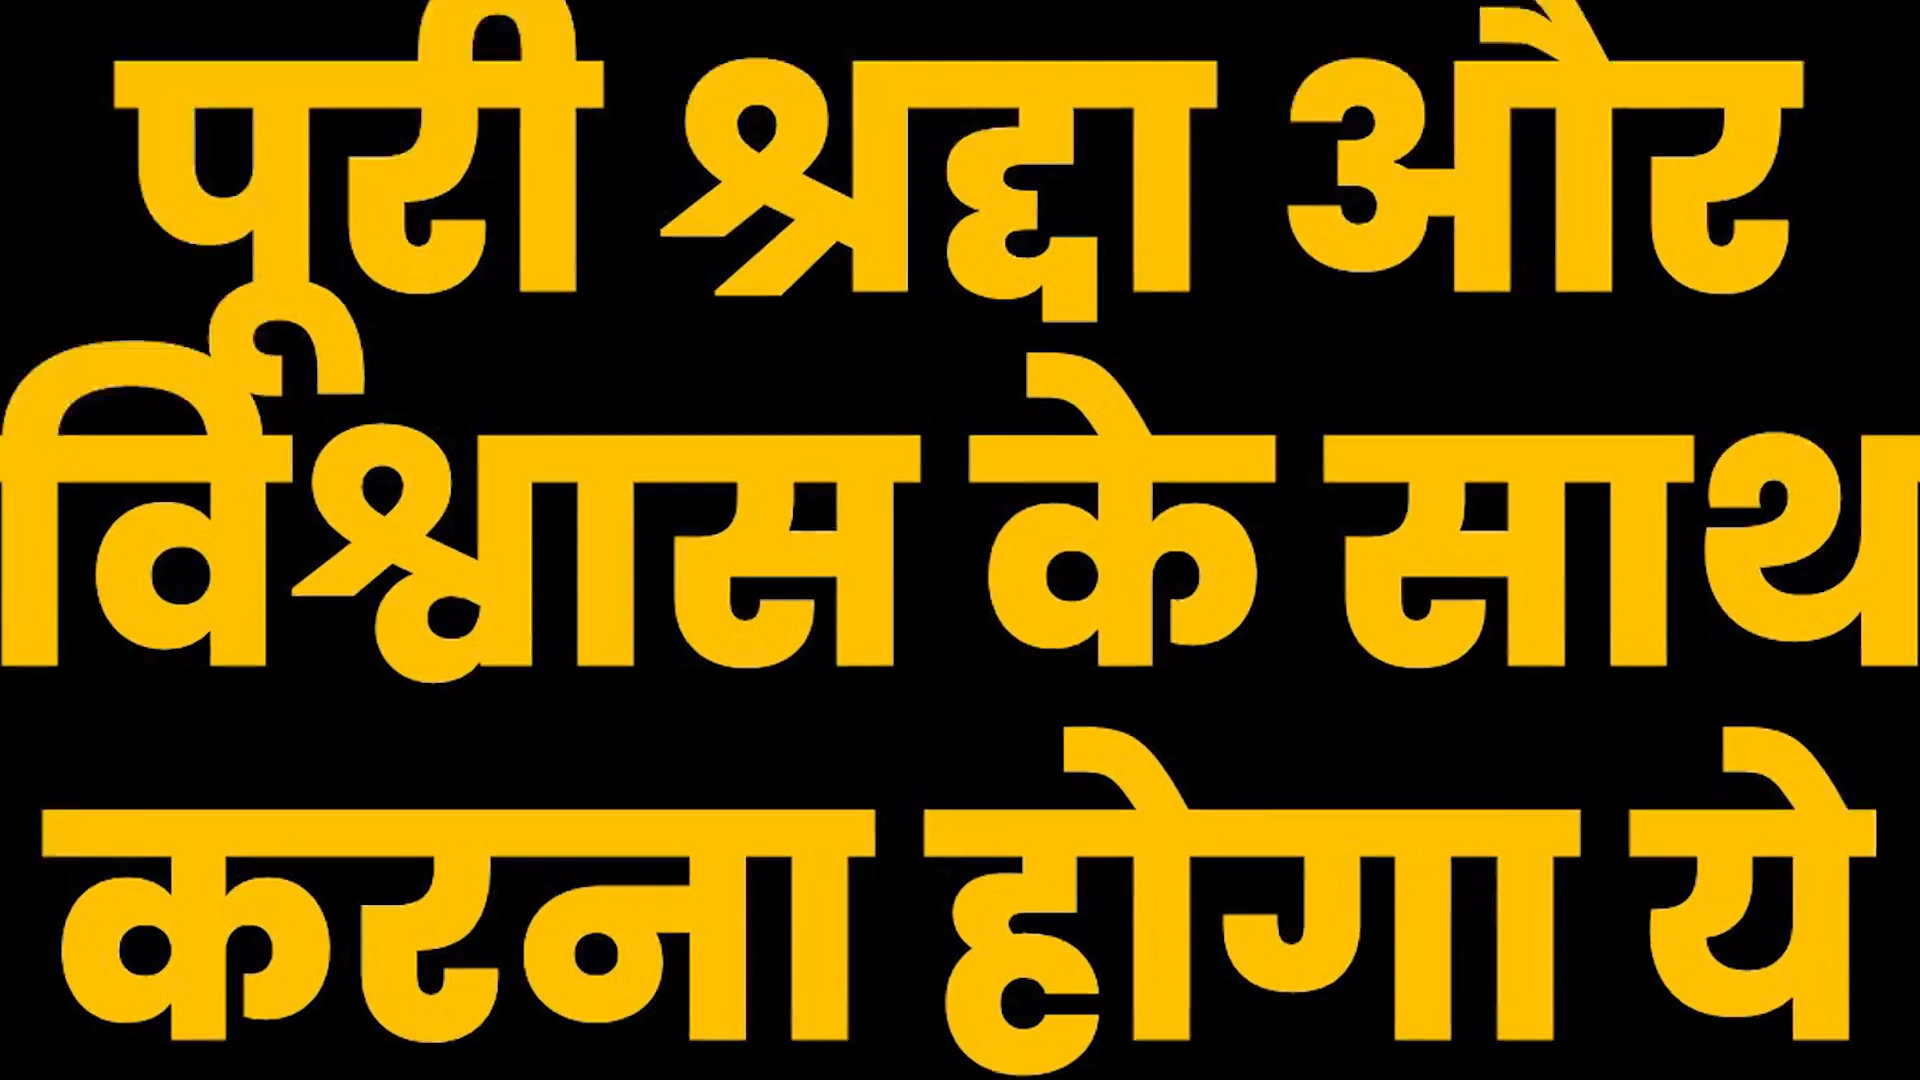 पूरी श्रद्दा और
विश्वास के साथ
करना होगा ये